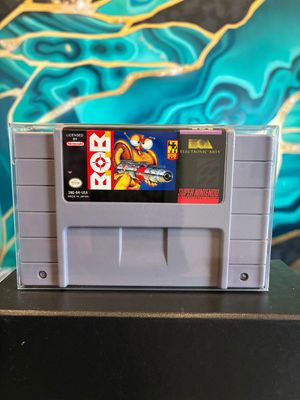 LICENSED BY
Nintendo
B.O.B.
EA
ELECTRONIC ARTS
SNS-B4-USA
MADE IN JAPAN
SUPER NINTENDO